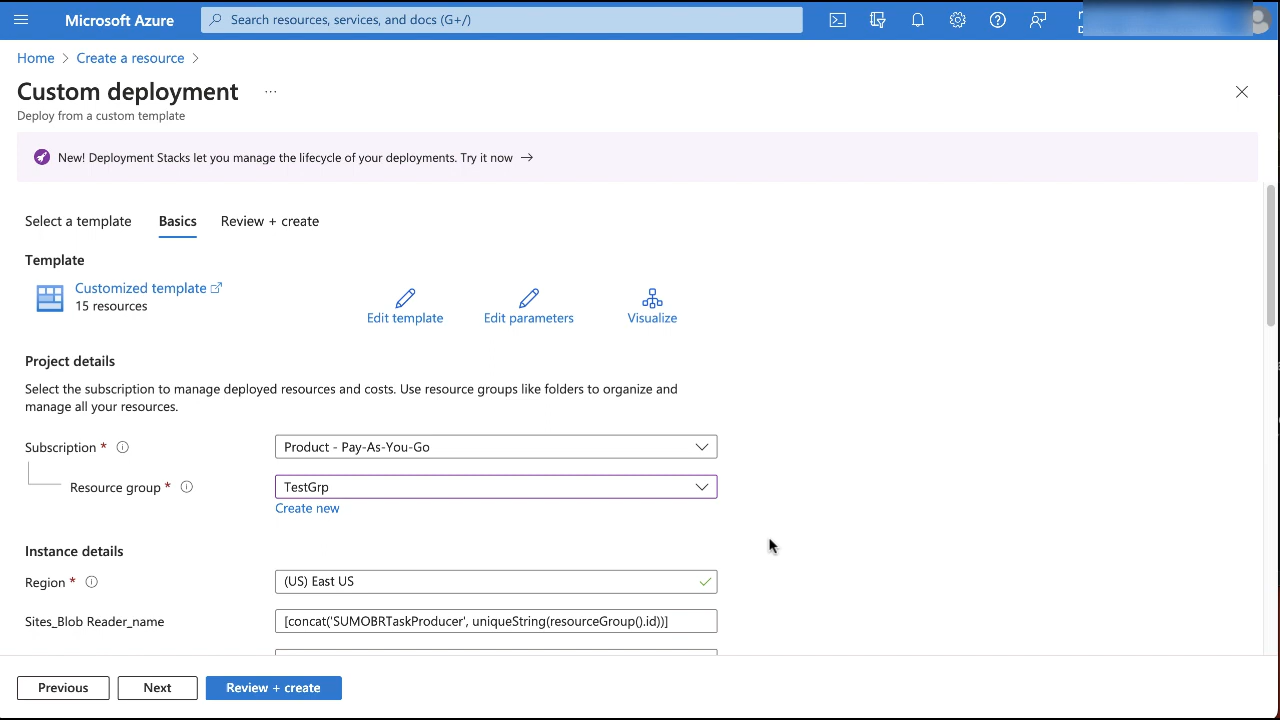 Microsoft Azure
Search resources, services, and docs (G+/)
Home > Create a resource >
Custom deployment ...
Deploy from a custom template
New! Deployment Stacks let you manage the lifecycle of your deployments. Try it now →
Select a template Basics Review + create
Template
Customized template
15 resources
Edit template Edit parameters Visualize
Project details
Select the subscription to manage deployed resources and costs. Use resource groups like folders to organize and
manage all your resources.
Subscription * Product - Pay-As-You-Go
Resource group * TestGrp
Create new
Instance details
Region * (US) East US
Sites_Blob Reader_name [concat('SUMOBRTaskProducer', uniqueString(resourceGroup().id))]
Previous Next Review + create